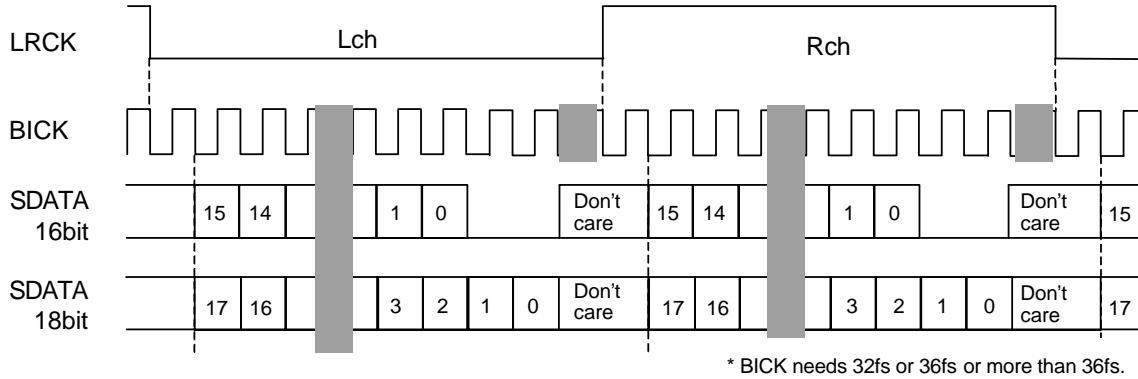 LRCK
Lch
Rch
BICK
SDATA
16bit
15 14 1 0 Don't care 15 14 1 0 Don't care 15
SDATA
18bit
17 16 3 2 1 0 Don't care 17 16 3 2 1 0 Don't care 17
* BICK needs 32fs or 36fs or more than 36fs.